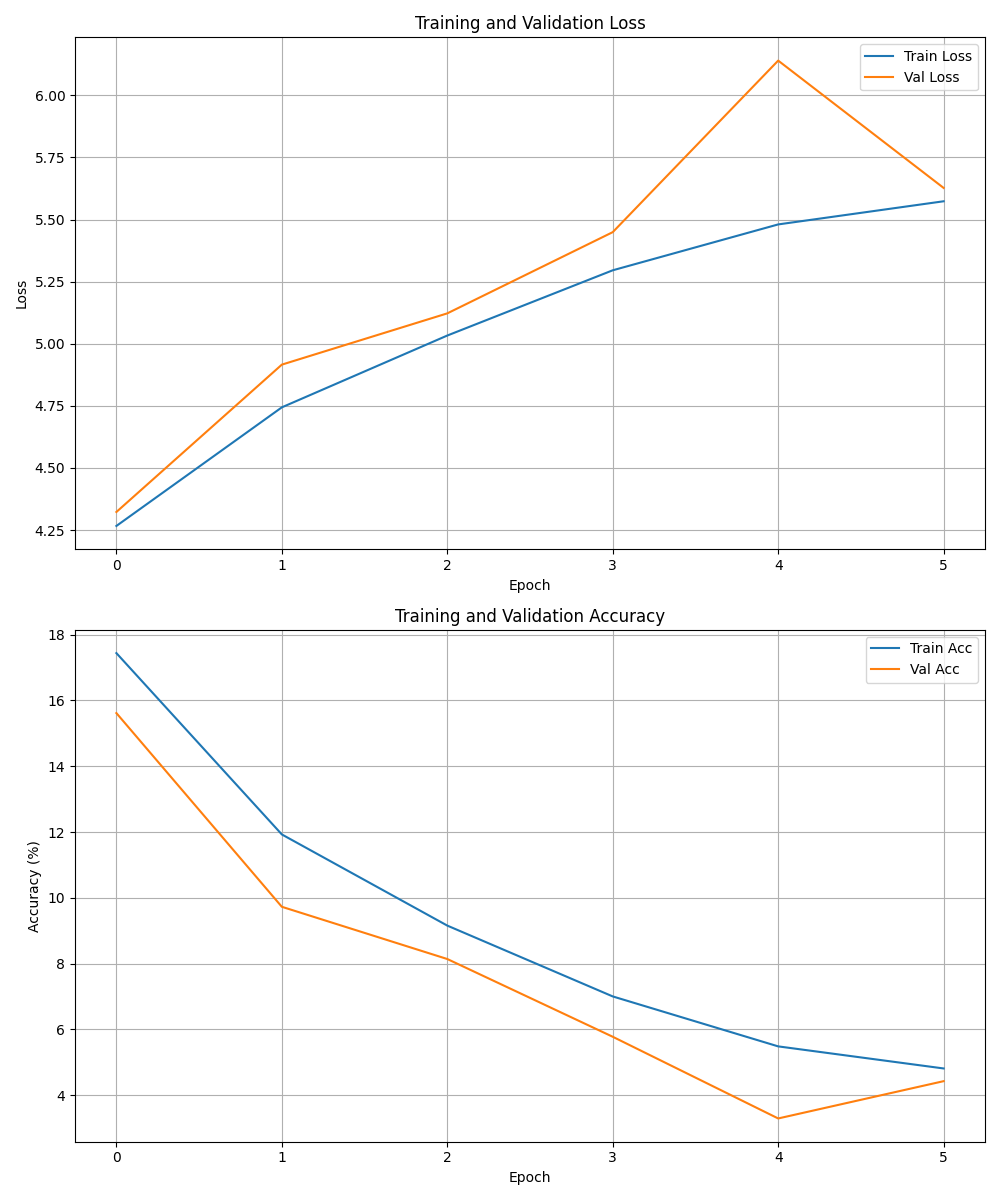 Training and Validation Loss
Train Loss
Val Loss
6.00
5.75
5.50
5.25
5.00
4.75
4.50
4.25
Loss
0 1 2 3 4 5
Epoch
Training and Validation Accuracy
Train Acc
Val Acc
18
16
14
12
10
8
6
4
Accuracy (%)
0 1 2 3 4 5
Epoch